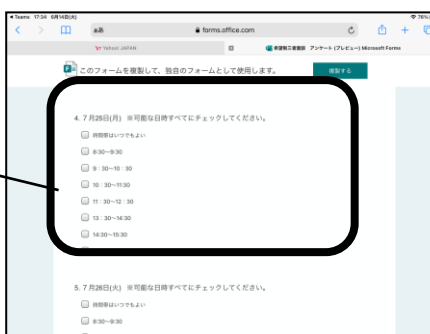 Teams 17:34 6月14日(火) 76%
ああ forms.office.com
Yahoo! JAPAN アンケート (プレビュー) Microsoft Forms
このフォームを複製して、独自のフォームとして使用します。 複製する
4. 7月25日(月) ※可能な日時すべてにチェックしてください。
時間帯はいつでもよい
8:30~9:30
9:30~10:30
10:30~11:30
11:30~12:30
13:30~14:30
14:30~15:30
5. 7月26日(火) ※可能な日時すべてにチェックしてください。
時間帯はいつでもよい
8:30~9:30